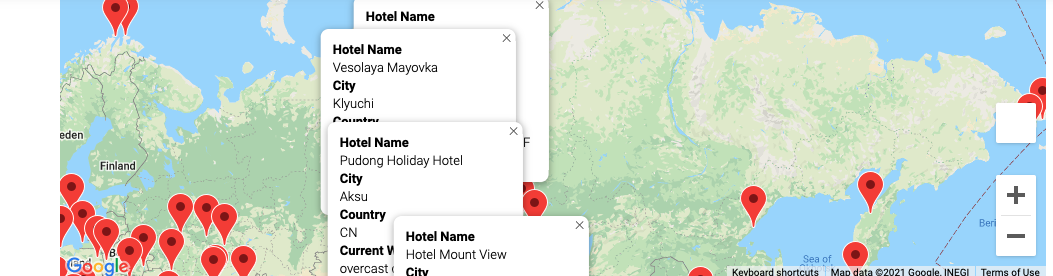 Hotel Name
Hotel Name
Vesolaya Mayovka
City
Klyuchi
Country
F
Hotel Name
Pudong Holiday Hotel
City
Aksu
Country
CN
Current W
overcast
Hotel Name
Hotel Mount View
City
eden
Finland
Google
Sea of
Beri
Keyboard shortcuts
Map data ©2021 Google, INEGI
Terms of Use